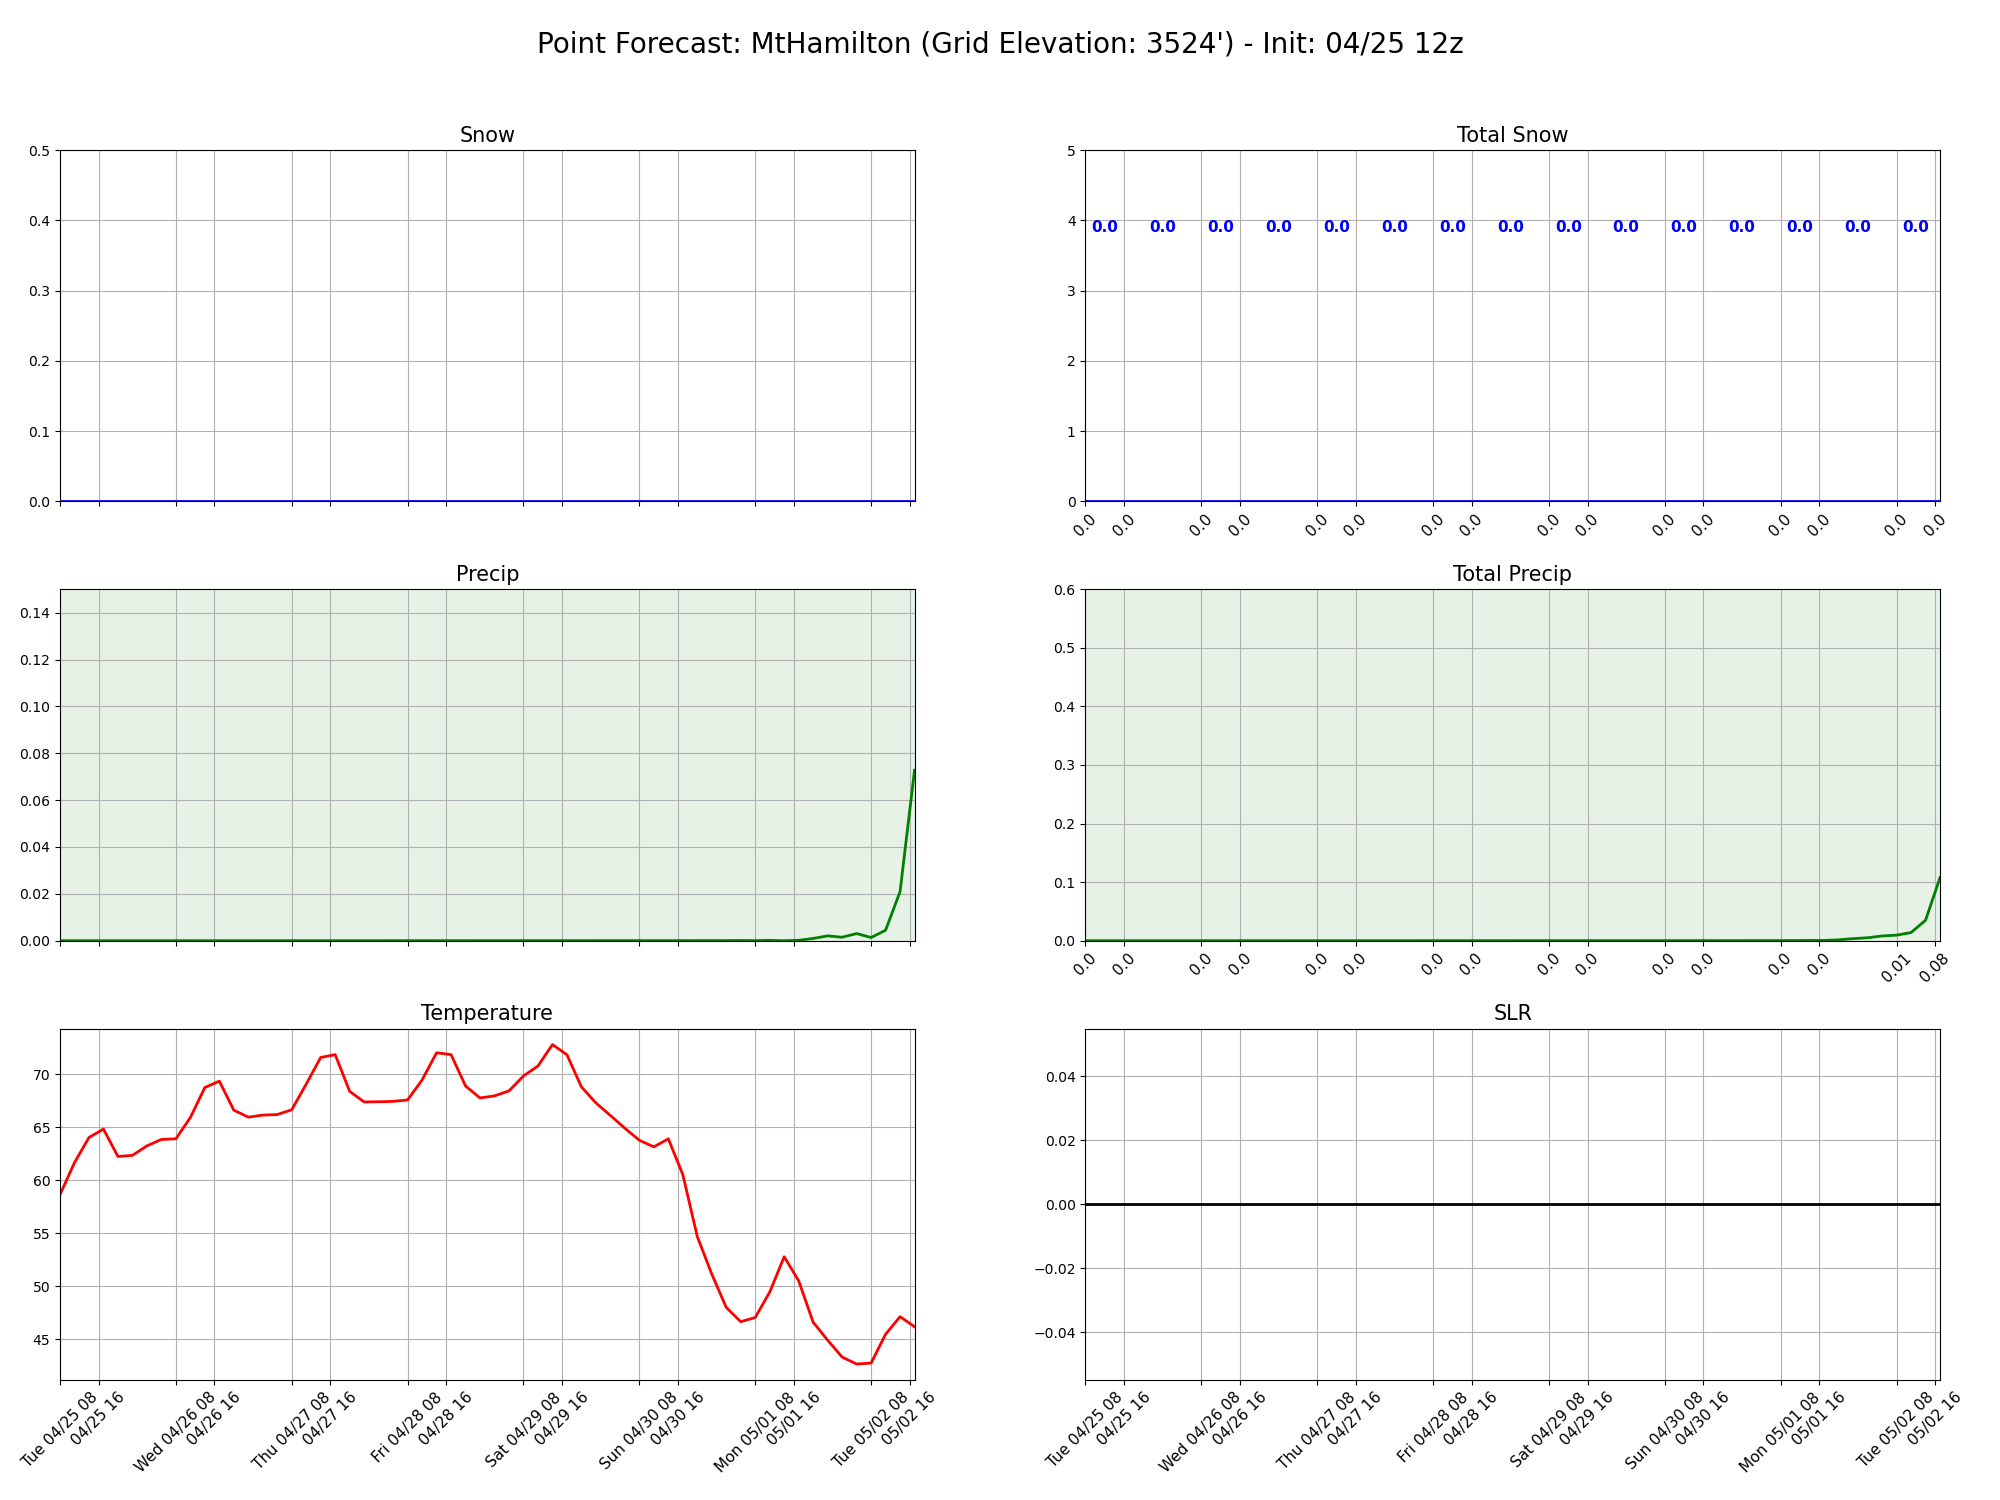 Point Forecast: MtHamilton (Grid Elevation: 3524') - Init: 04/25 12z
Snow
0.5
0.4
0.3
0.2
0.1
0.0
Total Snow
5
4
3
2
1
0
0.0 0.0 0.0 0.0 0.0 0.0 0.0 0.0 0.0 0.0 0.0 0.0 0.0 0.0 0.0
0.0 0.0 0.0 0.0 0.0 0.0 0.0 0.0 0.0 0.0 0.0 0.0 0.0 0.0 0.0 0.0
Precip
0.14
0.12
0.10
0.08
0.06
0.04
0.02
0.00
Total Precip
0.6
0.5
0.4
0.3
0.2
0.1
0.0
0.0 0.0 0.0 0.0 0.0 0.0 0.0 0.0 0.0 0.0 0.0 0.0 0.0 0.0 0.01 0.08
Temperature
70
65
60
55
50
45
Tue 04/25 08
04/25 16
Wed 04/26 08
04/26 16
Thu 04/27 08
04/27 16
Fri 04/28 08
04/28 16
Sat 04/29 08
04/29 16
Sun 04/30 08
04/30 16
Mon 05/01 08
05/01 16
Tue 05/02 08
05/02 16
SLR
0.04
0.02
0.00
−0.02
−0.04
Tue 04/25 08
04/25 16
Wed 04/26 08
04/26 16
Thu 04/27 08
04/27 16
Fri 04/28 08
04/28 16
Sat 04/29 08
04/29 16
Sun 04/30 08
04/30 16
Mon 05/01 08
05/01 16
Tue 05/02 08
05/02 16